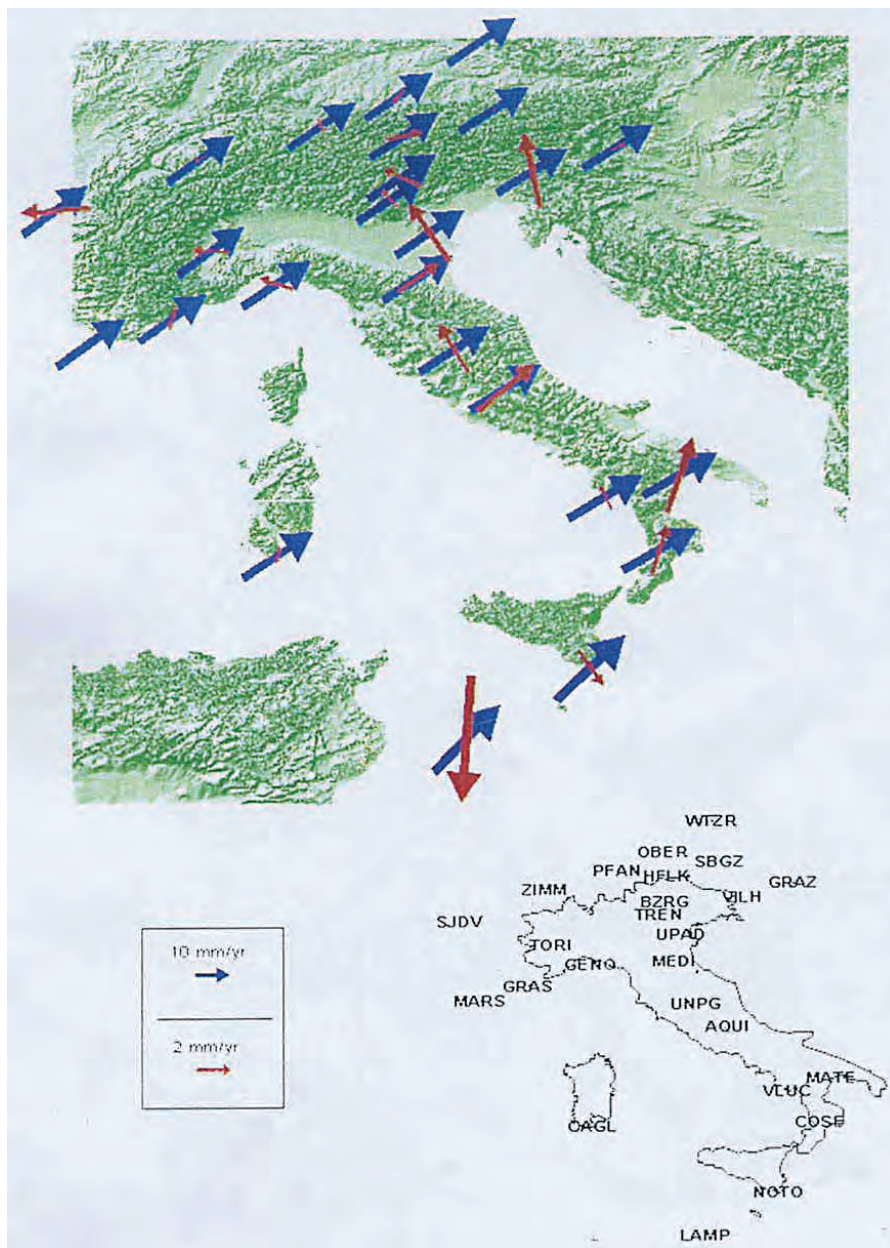 WTZR
OBER
SBGZ
PFAN HFLK
GRAZ
ZIMM
VILH
BZRG
SJDV
TREN
UPAD
10 mm/yr
TORI
MEDI
GENO
GRAS
MARS
UNPG
AQUI
2 mm/yr
MATE
VLUC
CAGL
COSE
NOTO
LAMP